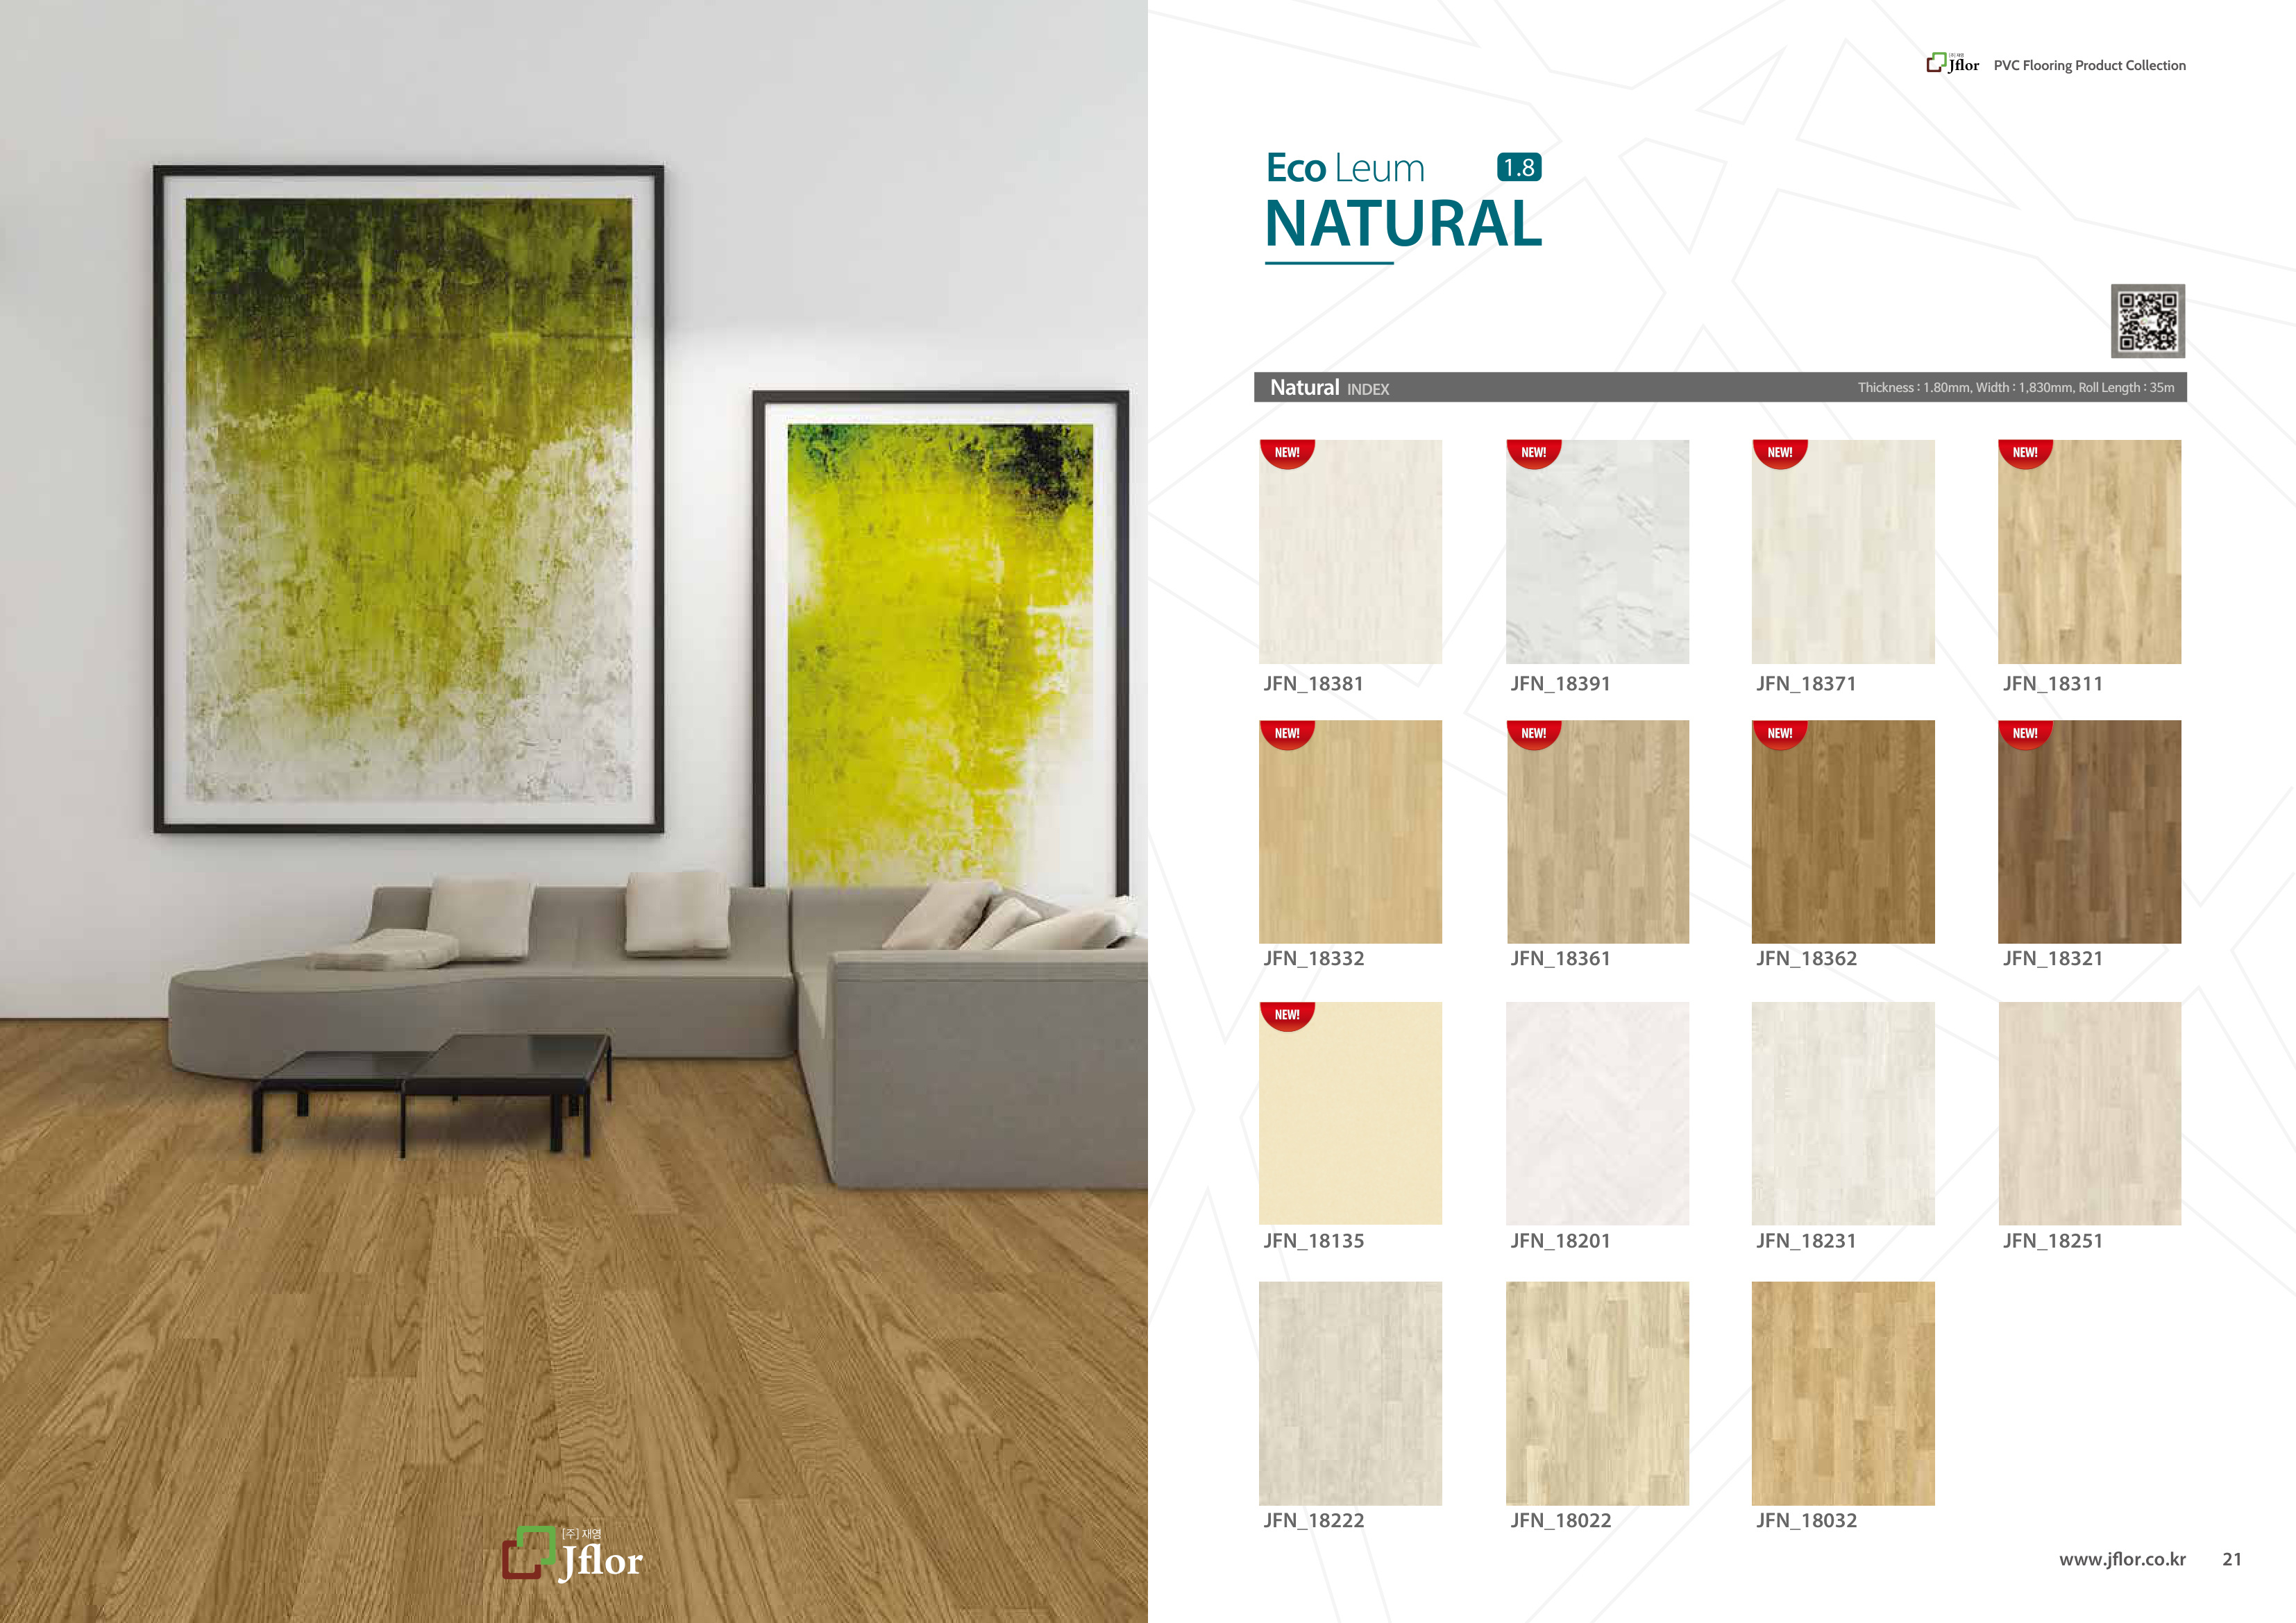 [주] 재영
Jflor
Jflor PVC Flooring Product Collection
Eco Leum 1.8
NATURAL
Natural INDEX Thickness : 1.80mm, Width : 1,830mm, Roll Length : 35m
NEW! NEW! NEW! NEW!
JFN_18381 JFN_18391 JFN_18371 JFN_18311
NEW! NEW! NEW! NEW!
JFN_18332 JFN_18361 JFN_18362 JFN_18321
NEW!
JFN_18135 JFN_18201 JFN_18231 JFN_18251
JFN_18222 JFN_18022 JFN_18032
www.jflor.co.kr 21